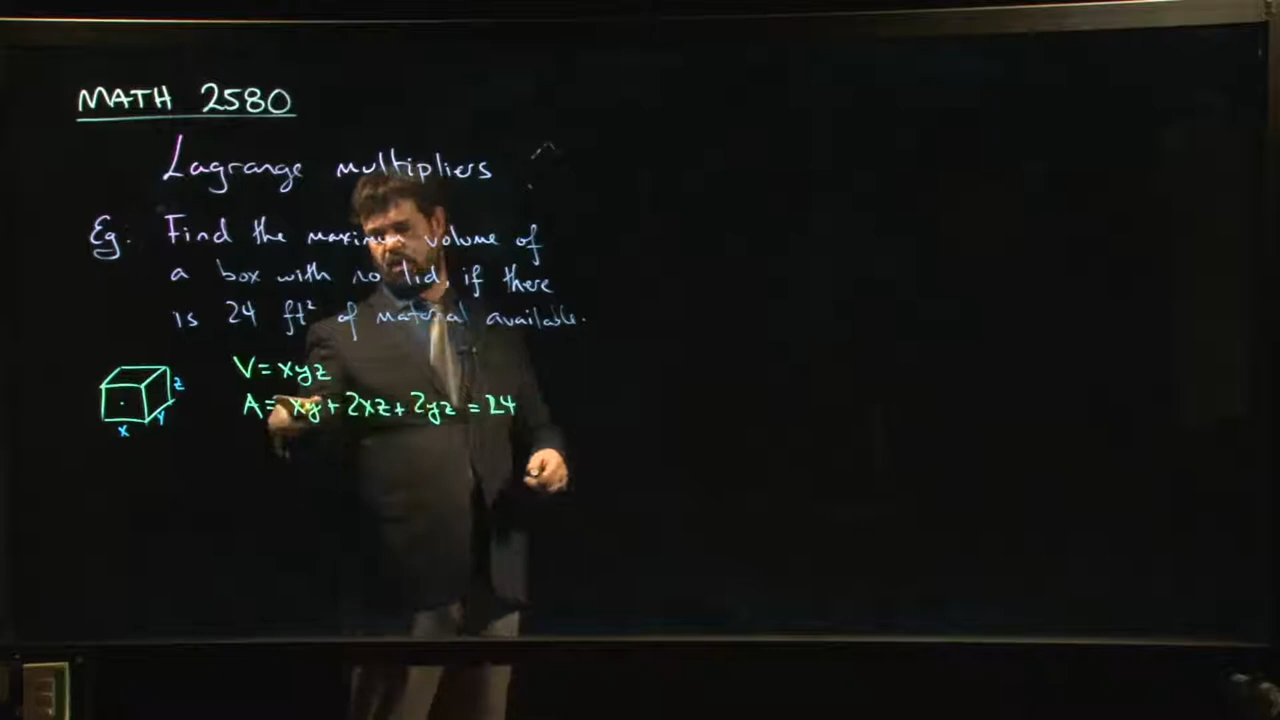 MATH 2580
Lagrange multipliers
Eg: Find the maximum volume of
a box with no lid, if there
is 24 ft² of material available.
V = xyz
A = xy + 2xz + 2yz = 24
z
y
x